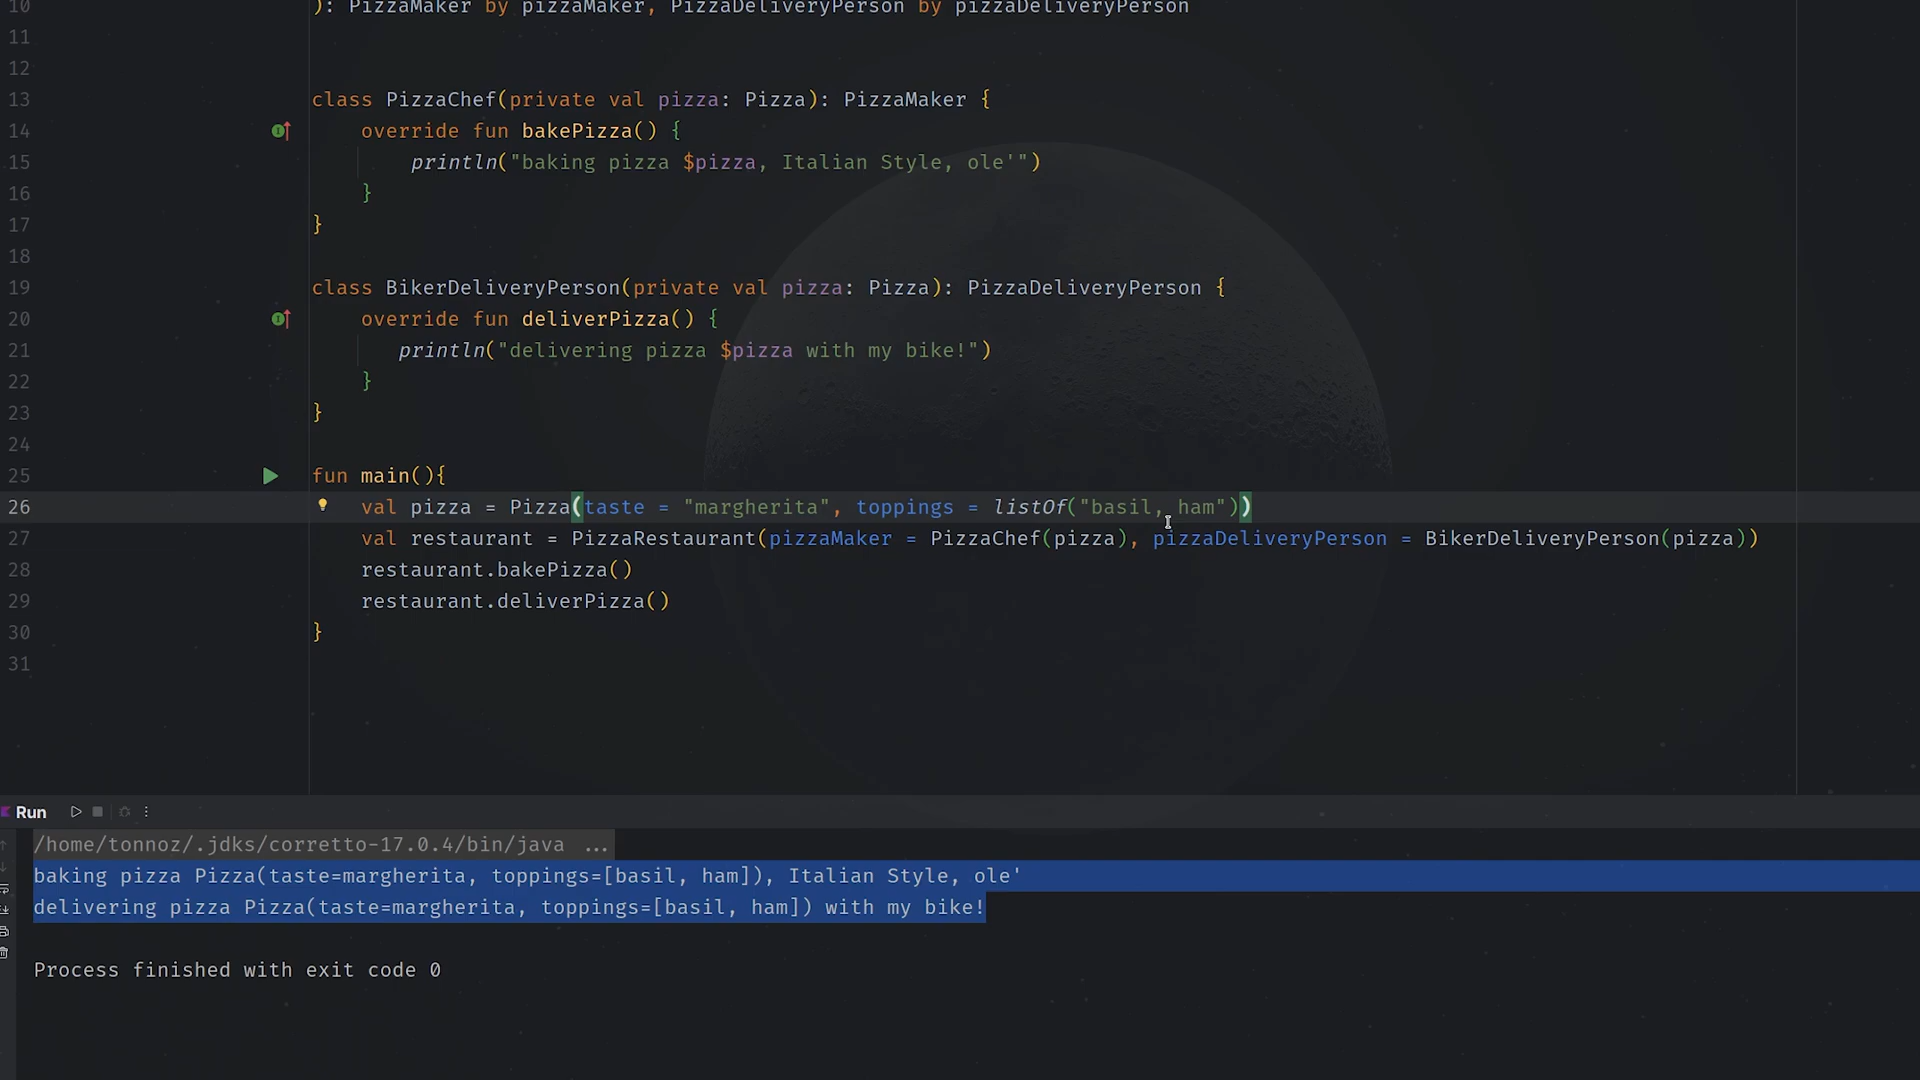 10 ): PizzaMaker by pizzaMaker, PizzaDeliveryPerson by pizzaDeliveryPerson
11
12
13 class PizzaChef(private val pizza: Pizza): PizzaMaker {
14 override fun bakePizza() {
15 println("baking pizza $pizza, Italian Style, ole'")
16 }
17 }
18
19 class BikerDeliveryPerson(private val pizza: Pizza): PizzaDeliveryPerson {
20 override fun deliverPizza() {
21 println("delivering pizza $pizza with my bike!")
22 }
23 }
24
25 fun main(){
26 val pizza = Pizza(taste = "margherita", toppings = listOf("basil, ham"))
27 val restaurant = PizzaRestaurant(pizzaMaker = PizzaChef(pizza), pizzaDeliveryPerson = BikerDeliveryPerson(pizza))
28 restaurant.bakePizza()
29 restaurant.deliverPizza()
30 }
31
Run
/home/tonnoz/.jdks/corretto-17.0.4/bin/java ...
baking pizza Pizza(taste=margherita, toppings=[basil, ham]), Italian Style, ole'
delivering pizza Pizza(taste=margherita, toppings=[basil, ham]) with my bike!
Process finished with exit code 0